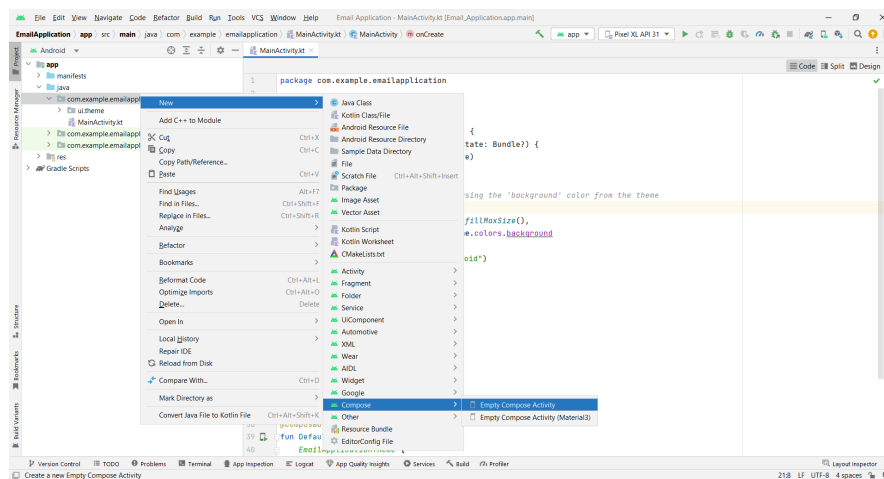 File Edit View Navigate Code Refactor Build Run Tools VCS Window Help Email Application - MainActivity.kt [Email_Application.app.main]
EmailApplication app src main java com example emailapplication MainActivity.kt MainActivity onCreate app Pixel XL API 31
Android MainActivity.kt
Code Split Design
Project
Resource Manager
Structure
Bookmarks
Build Variants
app
manifests
java
com.example.emailappl
ui.theme
MainActivity.kt
com.example.emailappl
com.example.emailappl
res
Gradle Scripts
1 package com.example.emailapplication
{
tate: Bundle?) {
e)
sing the 'background' color from the theme
fillMaxSize(),
e.colors.background
oid")
39 fun Defau
40 EmailApplicationTheme {
New
Add C++ to Module
Cut Ctrl+X
Copy Ctrl+C
Copy Path/Reference...
Paste Ctrl+V
Find Usages Alt+F7
Find in Files... Ctrl+Shift+F
Replace in Files... Ctrl+Shift+R
Analyze
Refactor
Bookmarks
Reformat Code Ctrl+Alt+L
Optimize Imports Ctrl+Alt+O
Delete... Delete
Open In
Local History
Repair IDE
Reload from Disk
Compare With... Ctrl+D
Mark Directory as
Convert Java File to Kotlin File Ctrl+Alt+Shift+K
Java Class
Kotlin Class/File
Android Resource File
Android Resource Directory
Sample Data Directory
File
Scratch File Ctrl+Alt+Shift+Insert
Package
Image Asset
Vector Asset
Kotlin Script
Kotlin Worksheet
CMakeLists.txt
Activity
Fragment
Folder
Service
UiComponent
Automotive
XML
Wear
AIDL
Widget
Google
Compose
Other
Resource Bundle
EditorConfig File
Empty Compose Activity
Empty Compose Activity (Material3)
Version Control TODO Problems Terminal App Inspection Logcat App Quality Insights Services Build Profiler Layout Inspector
Create a new Empty Compose Activity 21:8 LF UTF-8 4 spaces